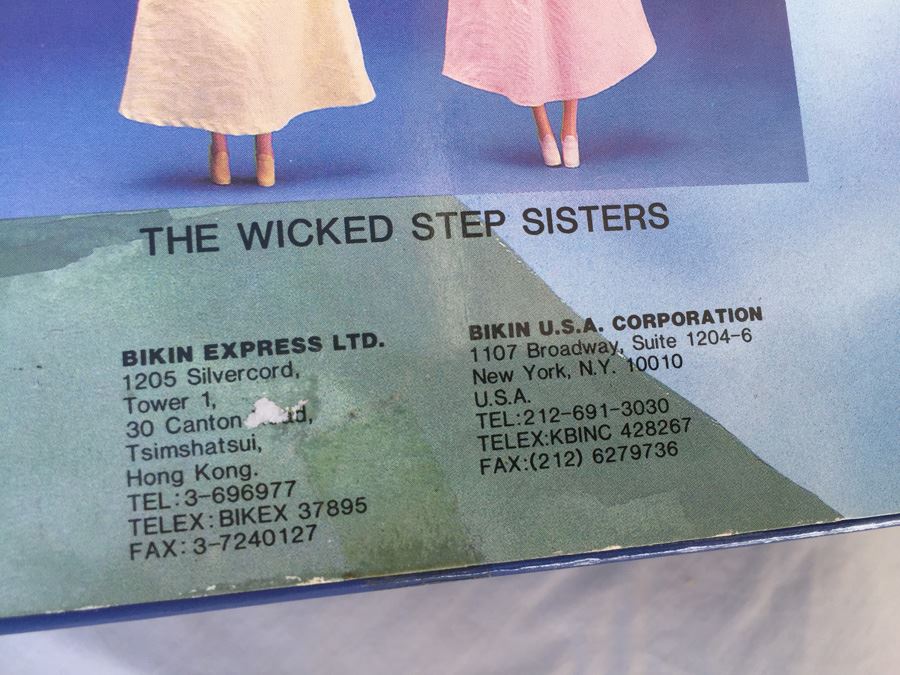 THE WICKED STEP SISTERS
BIKIN EXPRESS LTD.
1205 Silvercord,
Tower 1,
30 Canton
Tsimshatsui,
Hong Kong.
TEL:3-696977
TELEX:BIKEX 37895
FAX:3-7240127
BIKIN U.S.A. CORPORATION
1107 Broadway, Suite 1204-6
New York, N.Y. 10010
U.S.A.
TEL:212-691-3030
TELEX:KBINC 428267
FAX:(212) 6279736